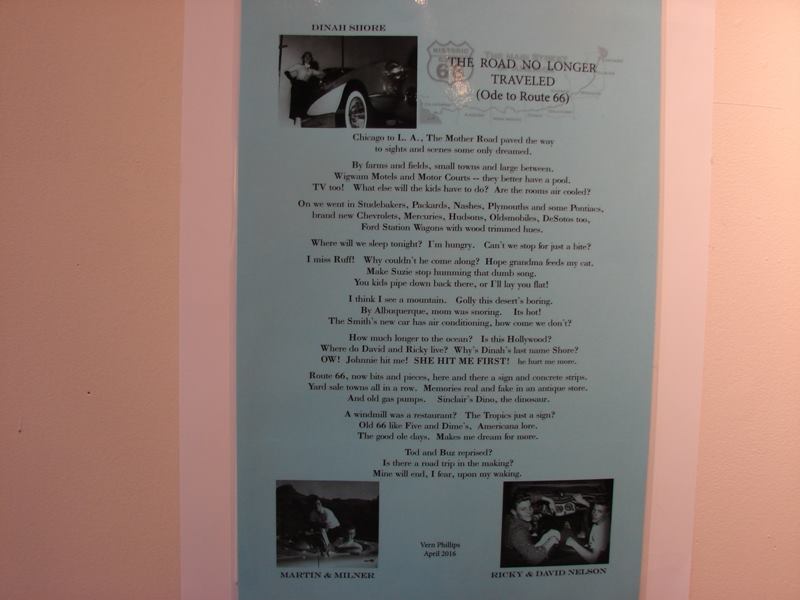 DINAH SHORE
HISTORIC
66
THE MAIN STREET
THE ROAD NO LONGER
TRAVELED
(Ode to Route 66)
Chicago to L. A., The Mother Road paved the way
to sights and scenes some only dreamed.
By farms and fields, small towns and large between.
Wigwam Motels and Motor Courts -- they better have a pool.
TV too! What else will the kids have to do? Are the rooms air cooled?
On we went in Studebakers, Packards, Nashes, Plymouths and some Pontiacs,
brand new Chevrolets, Mercuries, Hudsons, Oldsmobiles, DeSotos too,
Ford Station Wagons with wood trimmed hues.
Where will we sleep tonight? I'm hungry. Can't we stop for just a bite?
I miss Ruff! Why couldn't he come along? Hope grandma feeds my cat.
Make Suzie stop humming that dumb song.
You kids pipe down back there, or I'll lay you flat!
I think I see a mountain. Golly this desert's boring.
By Albuquerque, mom was snoring. Its hot!
The Smith's new car has air conditioning, how come we don't?
How much longer to the ocean? Is this Hollywood?
Where do David and Ricky live? Why's Dinah's last name Shore?
OW! Johnnie hit me! SHE HIT ME FIRST! he hurt me more.
Route 66, now bits and pieces, here and there a sign and concrete strips.
Yard sale towns all in a row. Memories real and fake in an antique store.
And old gas pumps. Sinclair's Dino, the dinosaur.
A windmill was a restaurant? The Tropics just a sign?
Old 66 like Five and Dime's, Americana lore.
The good ole days. Makes me dream for more.
Tod and Buz reprised?
Is there a road trip in the making?
Mine will end, I fear, upon my waking.
Vern Phillips
April 2016
MARTIN & MILNER
RICKY & DAVID NELSON